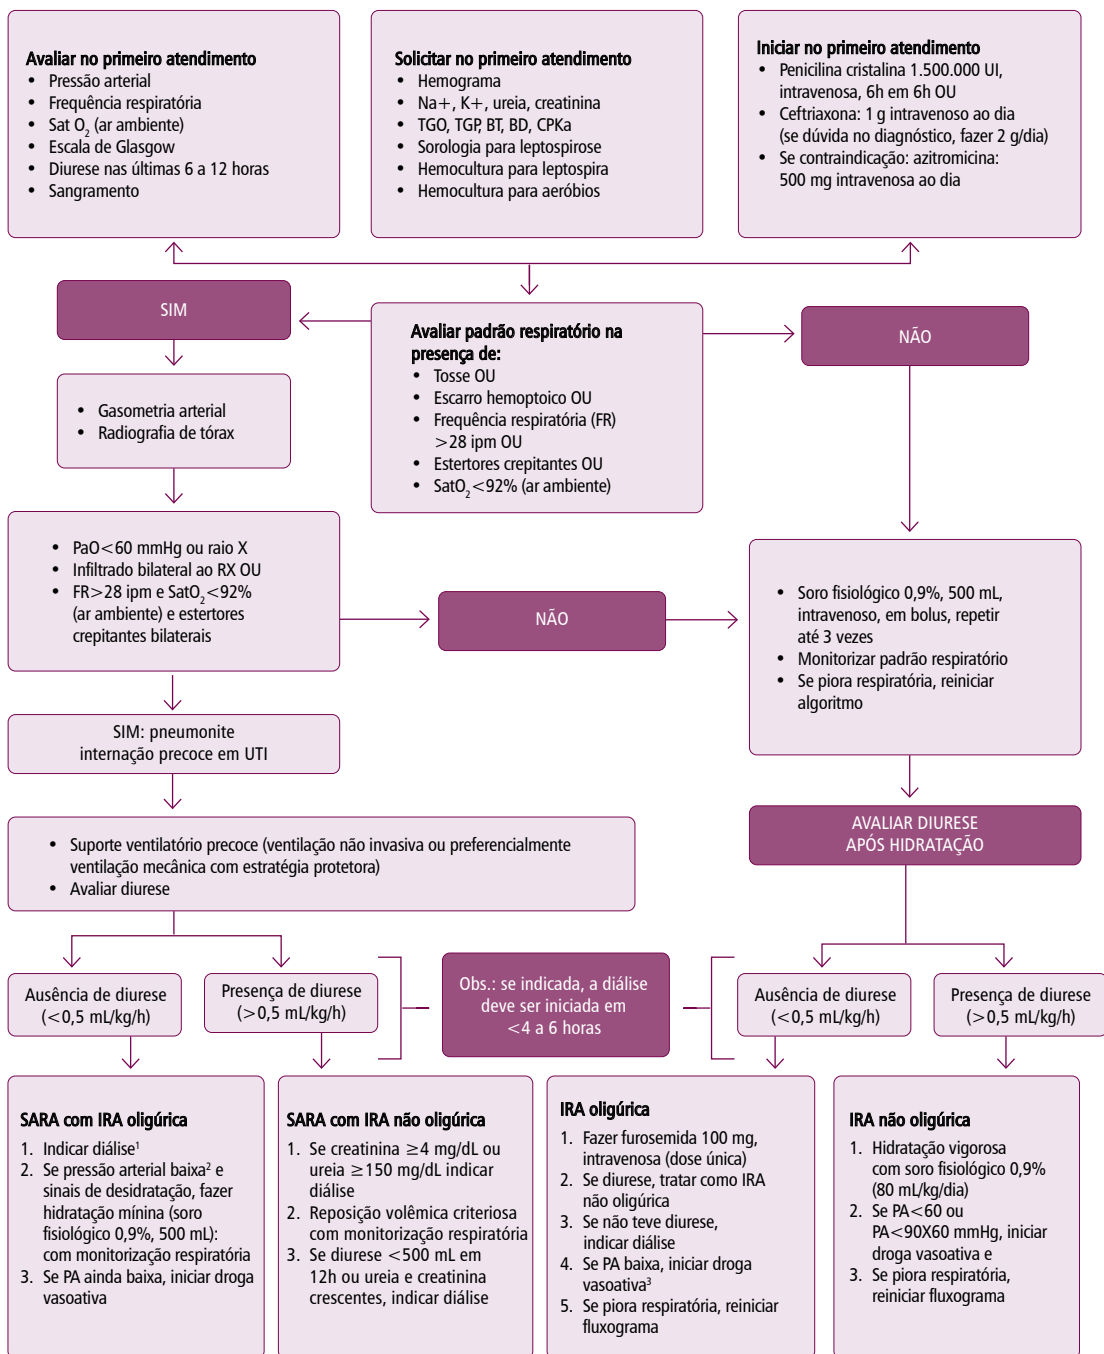 Avaliar no primeiro atendimento
• Pressão arterial
• Frequência respiratória
• Sat O2 (ar ambiente)
• Escala de Glasgow
• Diurese nas últimas 6 a 12 horas
• Sangramento
Solicitar no primeiro atendimento
• Hemograma
• Na+, K+, ureia, creatinina
• TGO, TGP, BT, BD, CPKa
• Sorologia para leptospirose
• Hemocultura para leptospira
• Hemocultura para aeróbios
Iniciar no primeiro atendimento
• Penicilina cristalina 1.500.000 UI,
intravenosa, 6h em 6h OU
• Ceftriaxona: 1 g intravenoso ao dia
(se dúvida no diagnóstico, fazer 2 g/dia)
• Se contraindicação: azitromicina:
500 mg intravenosa ao dia
SIM
Avaliar padrão respiratório na
presença de:
• Tosse OU
• Escarro hemoptoico OU
• Frequência respiratória (FR)
>28 ipm OU
• Estertores crepitantes OU
• SatO2<92% (ar ambiente)
NÃO
• Gasometria arterial
• Radiografia de tórax
• PaO<60 mmHg ou raio X
• Infiltrado bilateral ao RX OU
• FR>28 ipm e SatO2<92%
(ar ambiente) e estertores
crepitantes bilaterais
NÃO
• Soro fisiológico 0,9%, 500 mL,
intravenoso, em bolus, repetir
até 3 vezes
• Monitorizar padrão respiratório
• Se piora respiratória, reiniciar
algoritmo
SIM: pneumonite
internação precoce em UTI
• Suporte ventilatório precoce (ventilação não invasiva ou preferencialmente
ventilação mecânica com estratégia protetora)
• Avaliar diurese
AVALIAR DIURESE
APÓS HIDRATAÇÃO
Ausência de diurese
(<0,5 mL/kg/h)
Presença de diurese
(>0,5 mL/kg/h)
Obs.: se indicada, a diálise
deve ser iniciada em
<4 a 6 horas
Ausência de diurese
(<0,5 mL/kg/h)
Presença de diurese
(>0,5 mL/kg/h)
SARA com IRA oligúrica
1. Indicar diálise1
2. Se pressão arterial baixa2 e
sinais de desidratação, fazer
hidratação mínina (soro
fisiológico 0,9%, 500 mL):
com monitorização respiratória
3. Se PA ainda baixa, iniciar droga
vasoativa
SARA com IRA não oligúrica
1. Se creatinina ≥4 mg/dL ou
ureia ≥150 mg/dL indicar
diálise
2. Reposição volêmica criteriosa
com monitorização respiratória
3. Se diurese <500 mL em
12h ou ureia e creatinina
crescentes, indicar diálise
IRA oligúrica
1. Fazer furosemida 100 mg,
intravenosa (dose única)
2. Se diurese, tratar como IRA
não oligúrica
3. Se não teve diurese,
indicar diálise
4. Se PA baixa, iniciar droga
vasoativa3
5. Se piora respiratória, reiniciar
fluxograma
IRA não oligúrica
1. Hidratação vigorosa
com soro fisiológico 0,9%
(80 mL/kg/dia)
2. Se PA<60 ou
PA<90X60 mmHg, iniciar
droga vasoativa e
3. Se piora respiratória,
reiniciar fluxograma